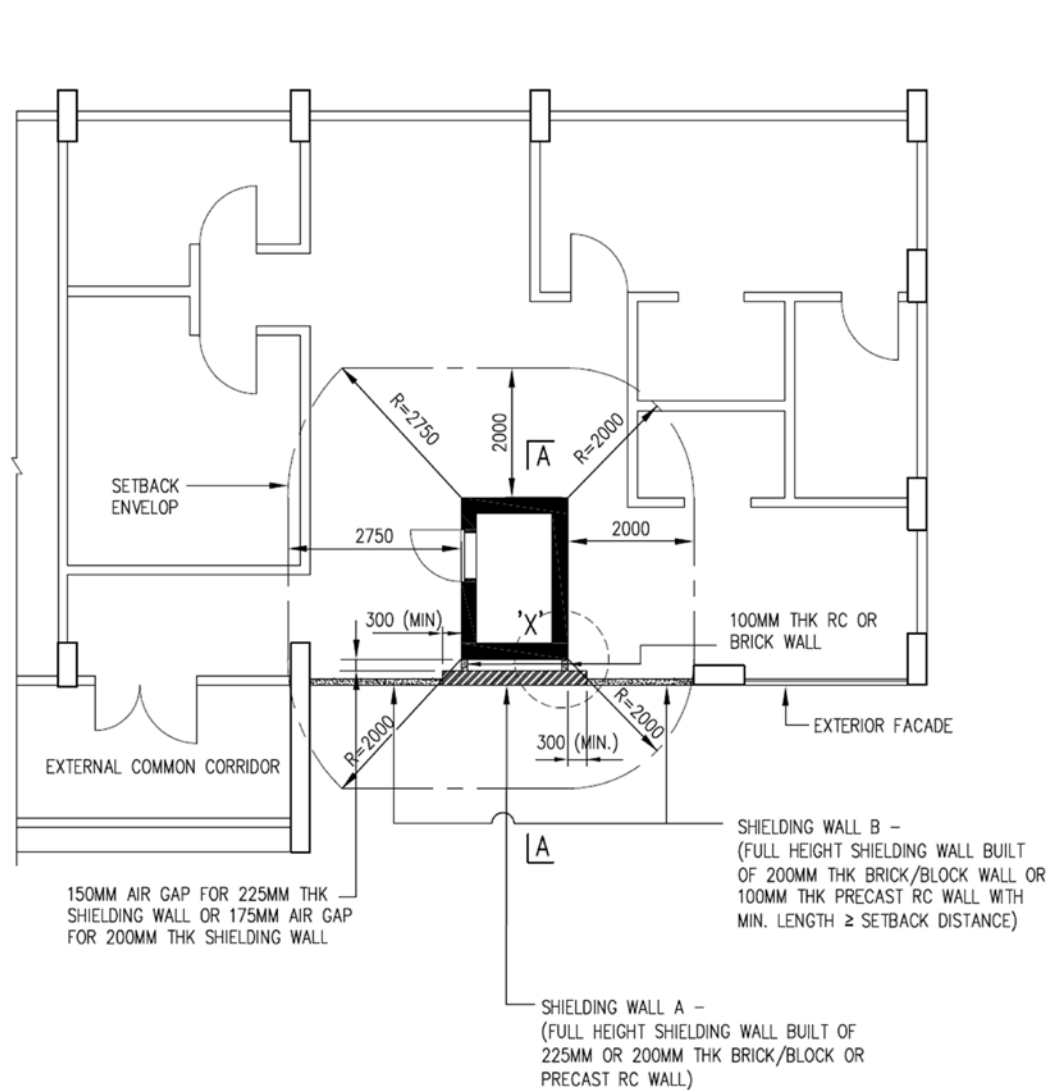 R=2750
2000
A
R=2000
SETBACK
ENVELOP
2750
2000
300 (MIN)
'X'
100MM THK RC OR
BRICK WALL
R=2000
R=2000
300 (MIN.)
EXTERIOR FACADE
EXTERNAL COMMON CORRIDOR
A
SHIELDING WALL B –
(FULL HEIGHT SHIELDING WALL BUILT
OF 200MM THK BRICK/BLOCK WALL OR
100MM THK PRECAST RC WALL WITH
MIN. LENGTH ≥ SETBACK DISTANCE)
150MM AIR GAP FOR 225MM THK
SHIELDING WALL OR 175MM AIR GAP
FOR 200MM THK SHIELDING WALL
SHIELDING WALL A –
(FULL HEIGHT SHIELDING WALL BUILT OF
225MM OR 200MM THK BRICK/BLOCK OR
PRECAST RC WALL)